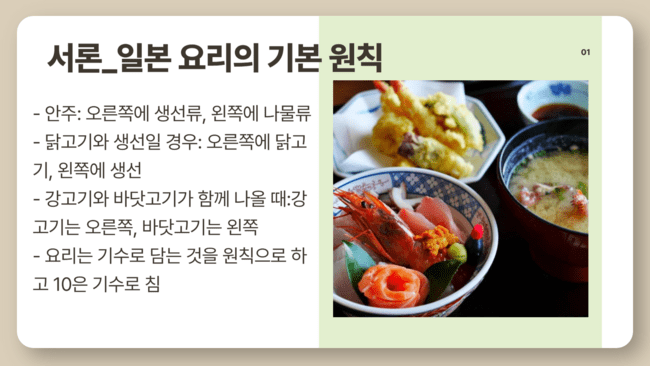 서론_일본 요리의 기본 원칙
01
- 안주: 오른쪽에 생선류, 왼쪽에 나물류
- 닭고기와 생선일 경우: 오른쪽에 닭고
기, 왼쪽에 생선
- 강고기와 바닷고기가 함께 나올 때:강
고기는 오른쪽, 바닷고기는 왼쪽
- 요리는 기수로 담는 것을 원칙으로 하
고 10은 기수로 침